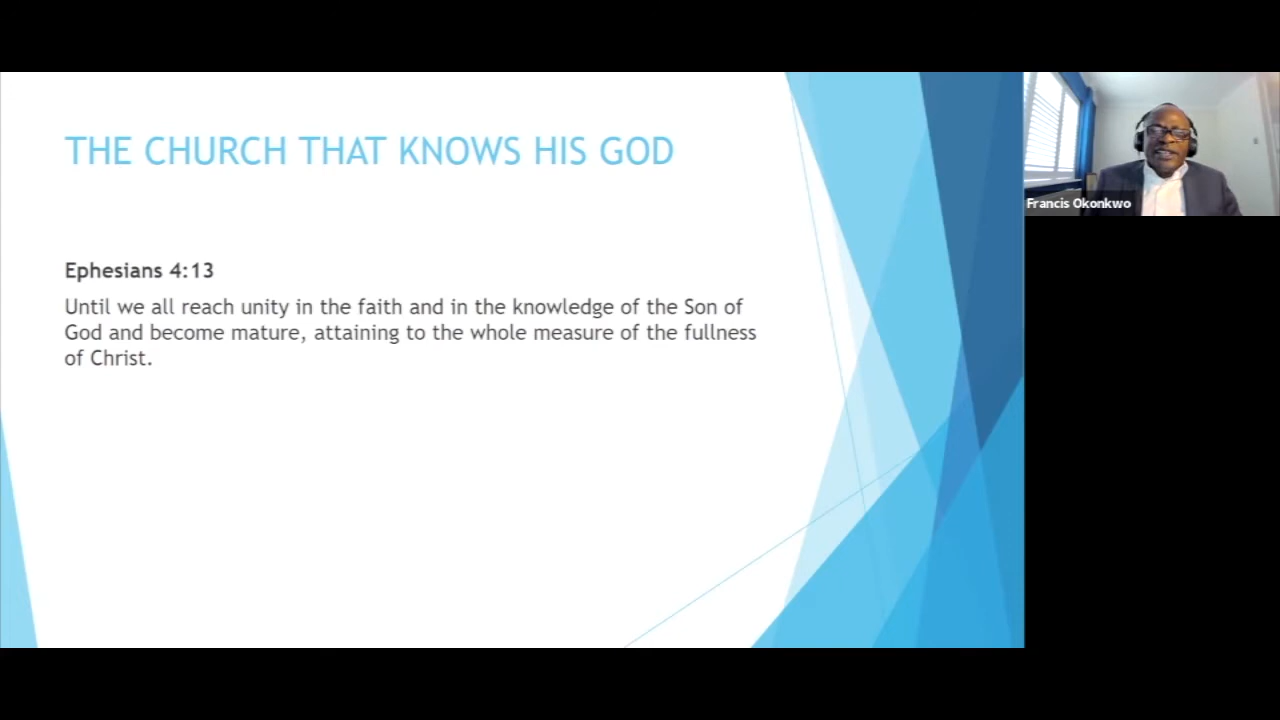 THE CHURCH THAT KNOWS HIS GOD
Ephesians 4:13
Until we all reach unity in the faith and in the knowledge of the Son of
God and become mature, attaining to the whole measure of the fullness
of Christ.
Francis Okonkwo